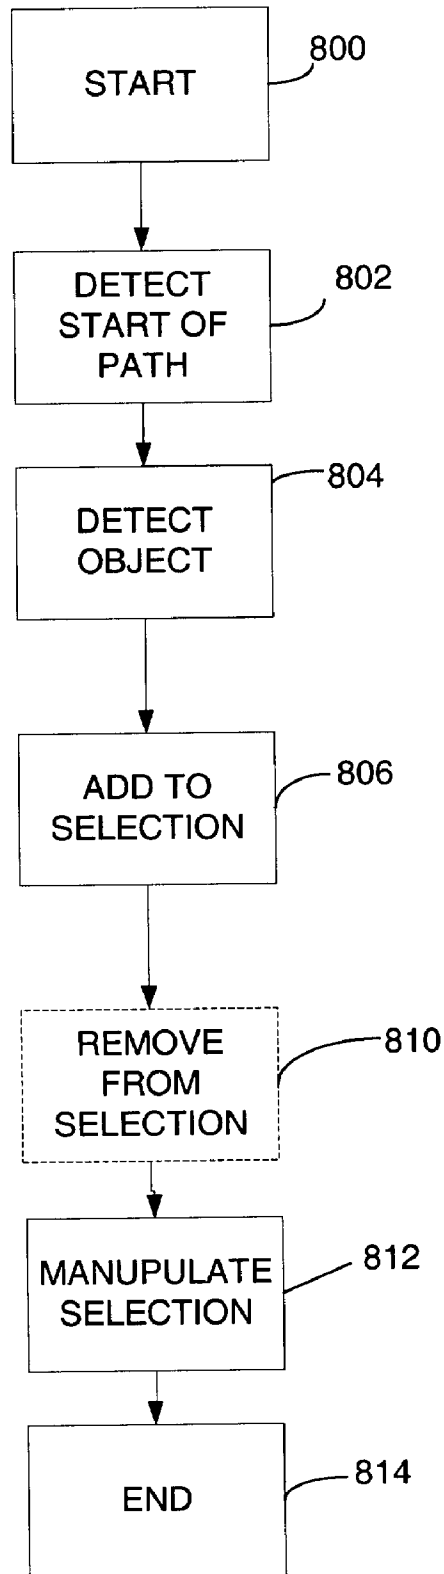 START
800
DETECT
START OF
PATH
802
DETECT
OBJECT
804
ADD TO
SELECTION
806
REMOVE
FROM
SELECTION
810
MANUPULATE
SELECTION
812
END
814